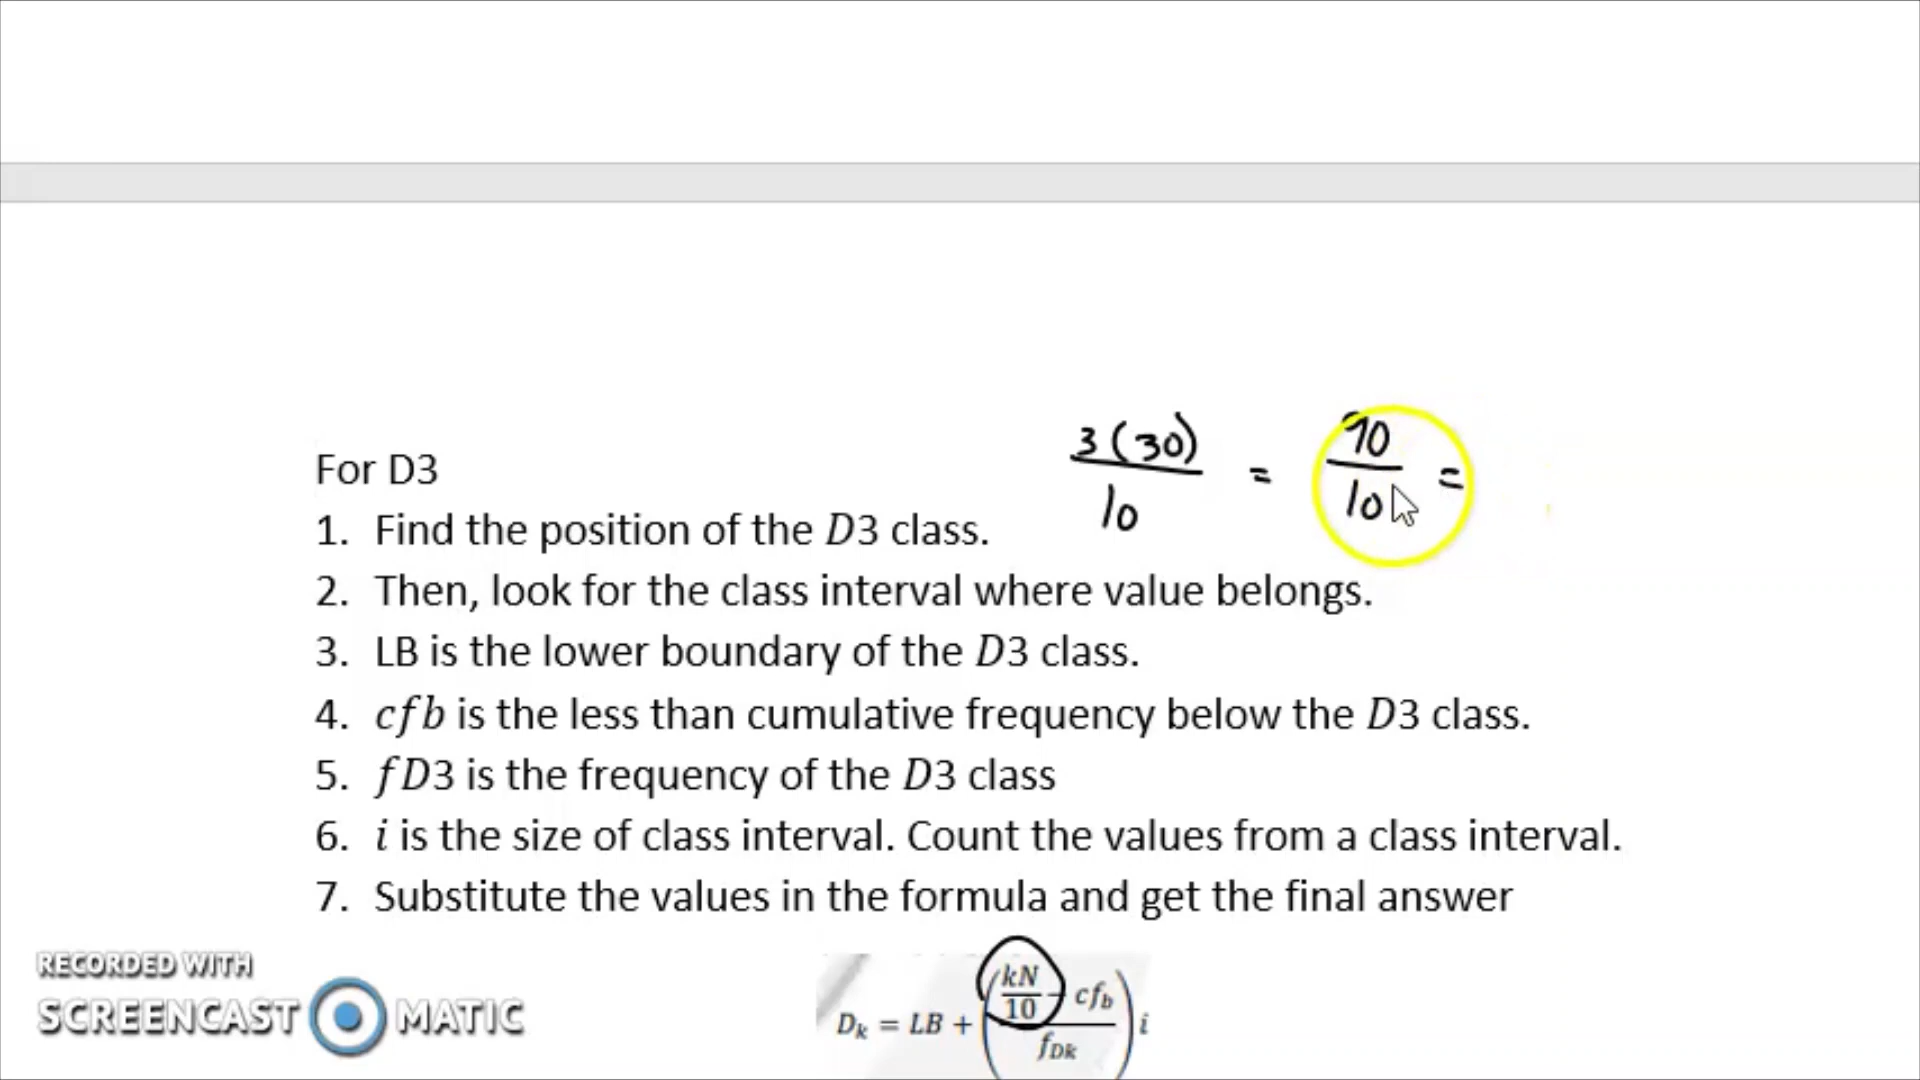 3(30)
10
=
90
10
=
For D3
1. Find the position of the D3 class.
2. Then, look for the class interval where value belongs.
3. LB is the lower boundary of the D3 class.
4. cfb is the less than cumulative frequency below the D3 class.
5. fD3 is the frequency of the D3 class
6. i is the size of class interval. Count the values from a class interval.
7. Substitute the values in the formula and get the final answer
RECORDED WITH
SCREENCAST MATIC
Dk = LB + (kN/10 − cfb / fDk) i